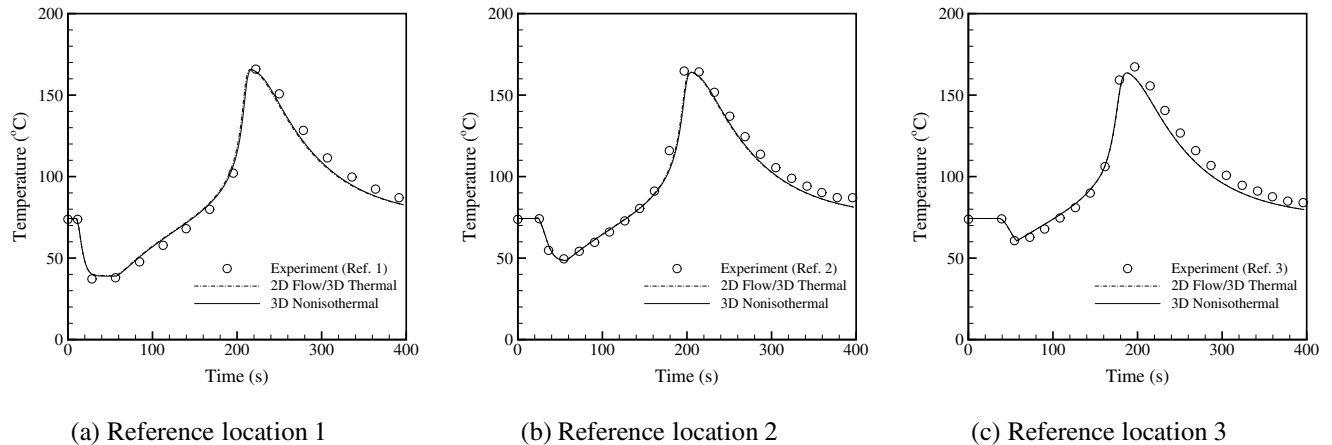 200
150
100
50
0
Temperature (°C)
0 100 200 300 400
Time (s)
Experiment (Ref. 1)
2D Flow/3D Thermal
3D Nonisothermal
(a) Reference location 1
200
150
100
50
0
Temperature (°C)
0 100 200 300 400
Time (s)
Experiment (Ref. 2)
2D Flow/3D Thermal
3D Nonisothermal
(b) Reference location 2
200
150
100
50
0
Temperature (°C)
0 100 200 300 400
Time (s)
Experiment (Ref. 3)
2D Flow/3D Thermal
3D Nonisothermal
(c) Reference location 3